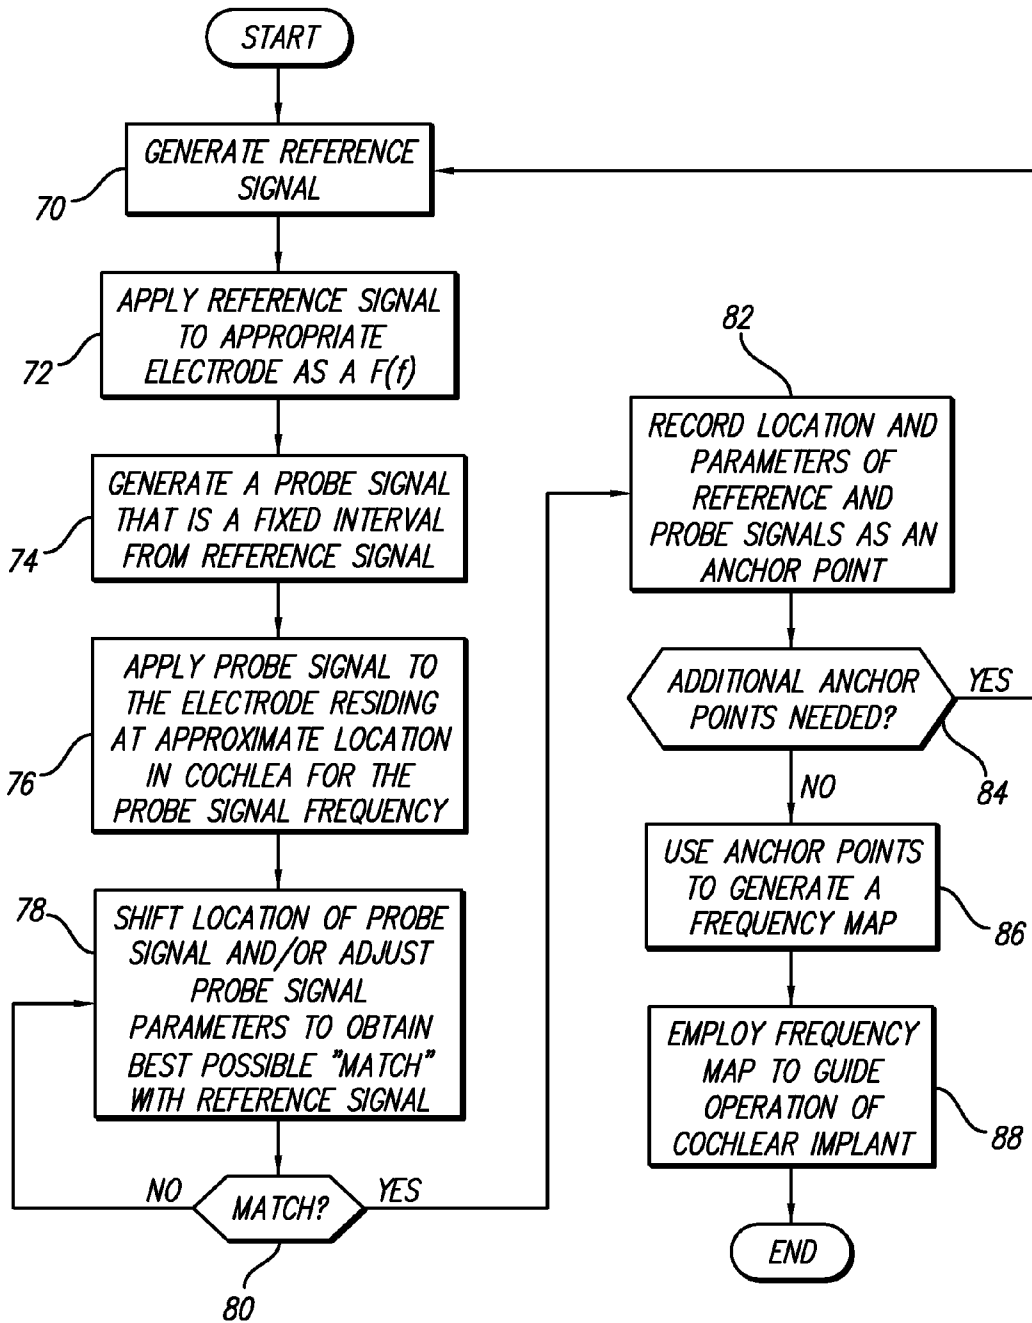 START
GENERATE REFERENCE
SIGNAL
70
APPLY REFERENCE SIGNAL
TO APPROPRIATE
ELECTRODE AS A F(f)
72
GENERATE A PROBE SIGNAL
THAT IS A FIXED INTERVAL
FROM REFERENCE SIGNAL
74
APPLY PROBE SIGNAL TO
THE ELECTRODE RESIDING
AT APPROXIMATE LOCATION
IN COCHLEA FOR THE
PROBE SIGNAL FREQUENCY
76
78
SHIFT LOCATION OF PROBE
SIGNAL AND/OR ADJUST
PROBE SIGNAL
PARAMETERS TO OBTAIN
BEST POSSIBLE "MATCH"
WITH REFERENCE SIGNAL
NO
MATCH?
YES
80
82
RECORD LOCATION AND
PARAMETERS OF
REFERENCE AND
PROBE SIGNALS AS AN
ANCHOR POINT
ADDITIONAL ANCHOR
POINTS NEEDED?
YES
84
NO
USE ANCHOR POINTS
TO GENERATE A
FREQUENCY MAP
86
EMPLOY FREQUENCY
MAP TO GUIDE
OPERATION OF
COCHLEAR IMPLANT
88
END